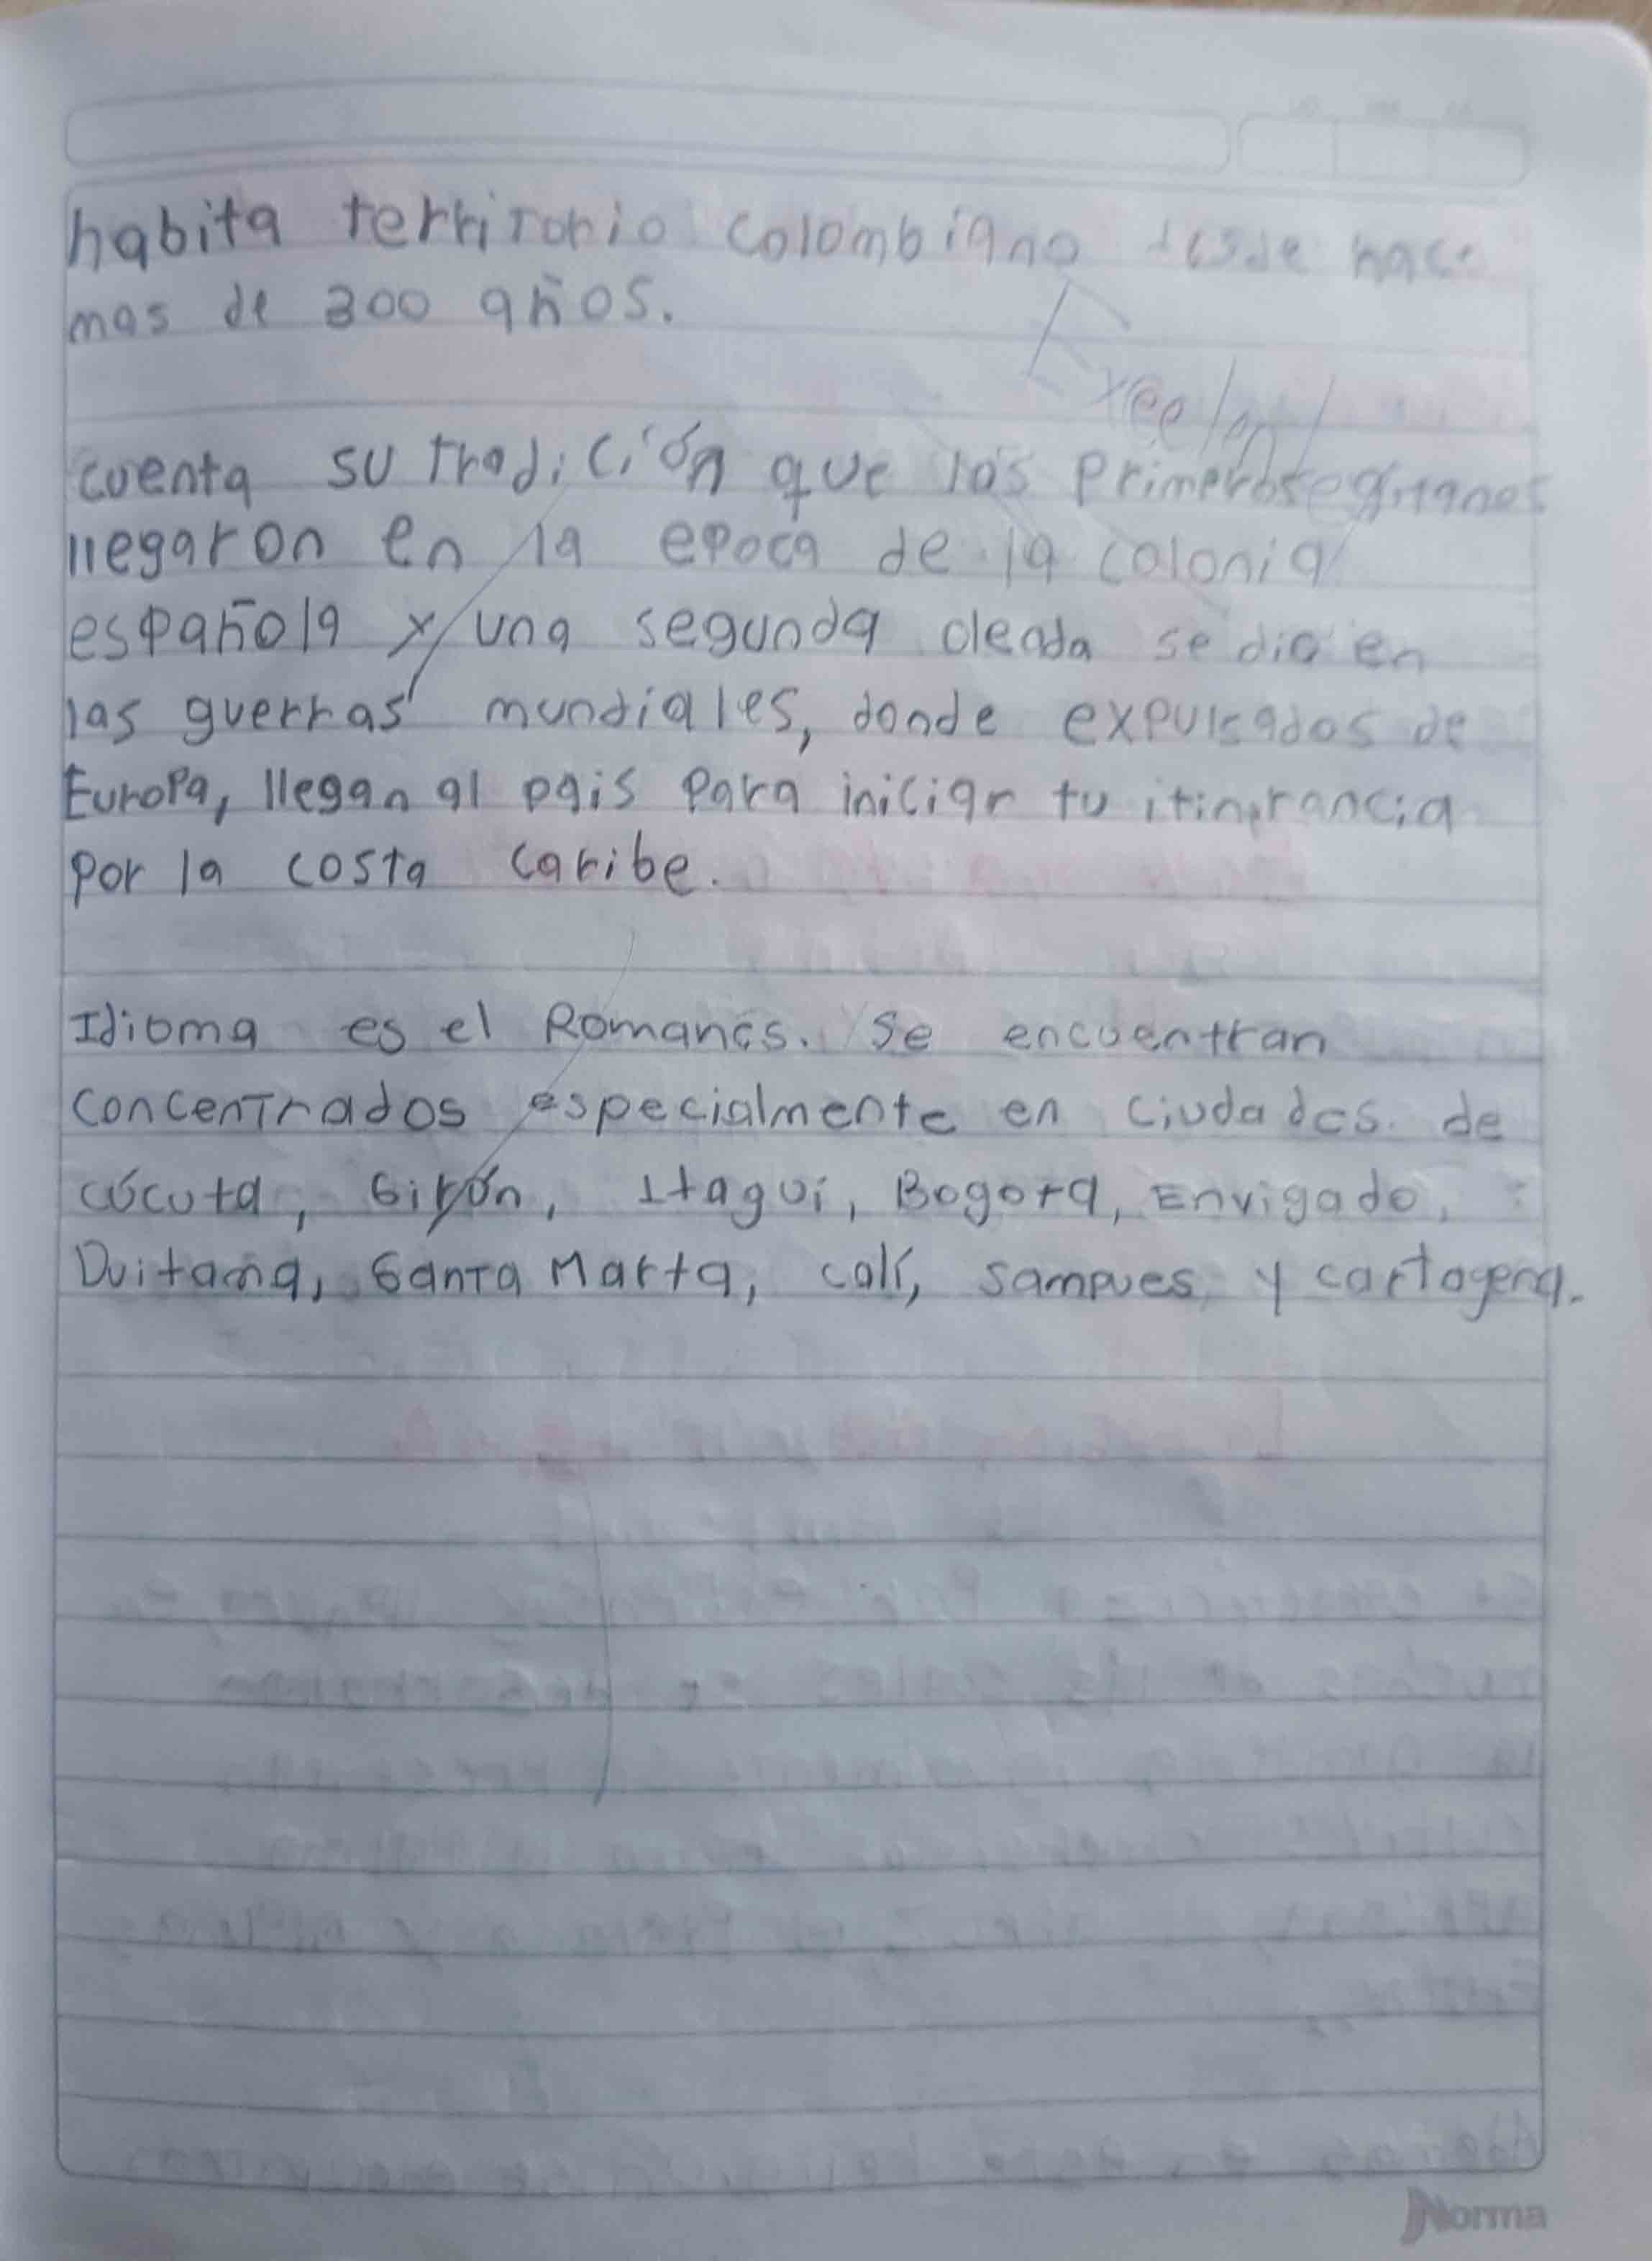 habita territorio colombiano desde hace
mas de 300 años.
Exelen
cuenta su tradición que los primeros gitanos
llegaron en la epoca de la colonia
española y una segunda oleada se dio en
las guerras mundiales, donde expulsados de
Europa, llegan al pais para iniciar tu itinerancia
por la costa caribe.
Idioma es el Romanes. Se encuentran
concentrados especialmente en ciudades de
cúcuta, Girón, Itagui, Bogota, Envigado,
Duitama, Santa Marta, cali, sampues y cartagena.
Norma